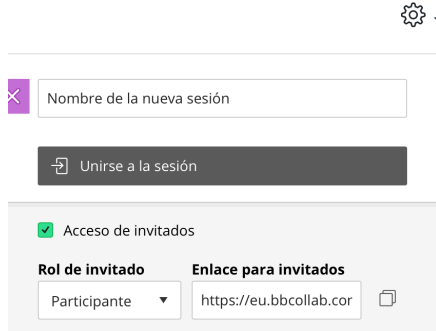 Nombre de la nueva sesión
Unirse a la sesión
Acceso de invitados
Rol de invitado Enlace para invitados
Participante https://eu.bbcollab.cor